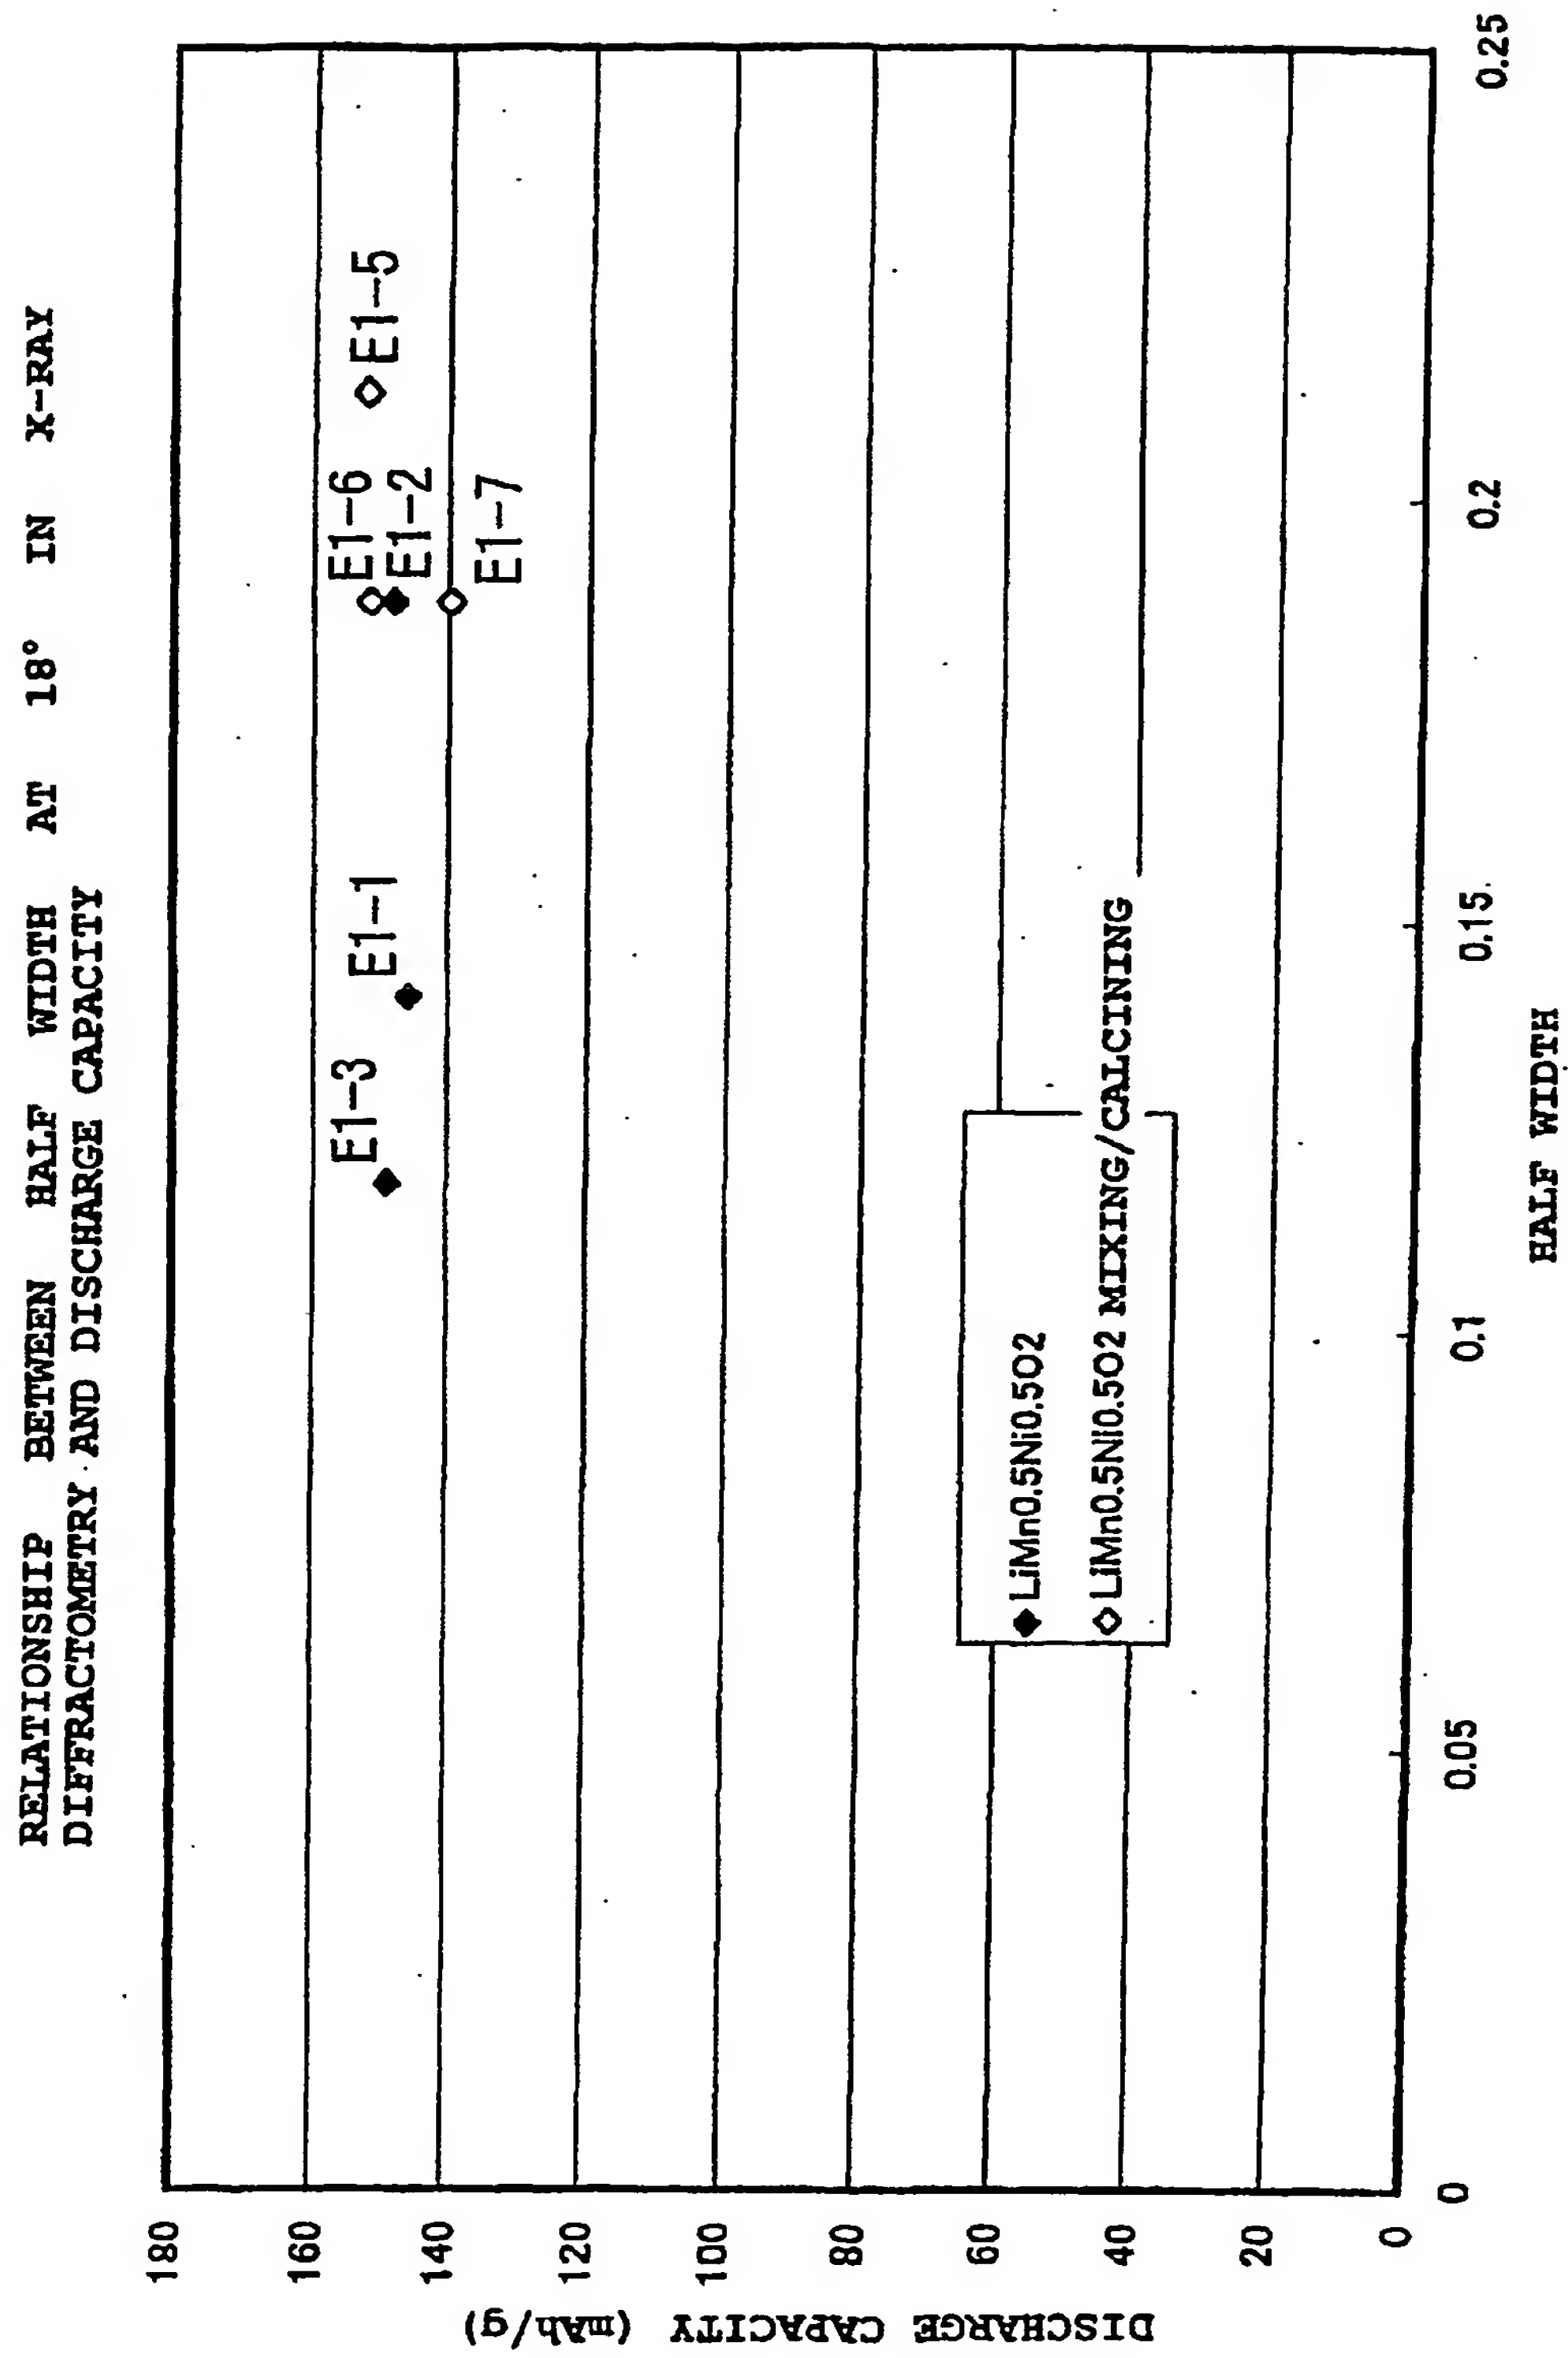 RELATIONSHIP BETWEEN HALF WIDTH AT 18° IN X-RAY
DIFFRACTOMETRY AND DISCHARGE CAPACITY
DISCHARGE CAPACITY (mAh/g)
180
160
140
120
100
80
60
40
20
0
E1-3
E1-1
E1-6
E1-2
E1-7
E1-5
LiMn0.5Ni0.5O2
LiMn0.5Ni0.5O2 MIXING/CALCINING
0
0.05
0.1
0.15
0.2
0.25
HALF WIDTH